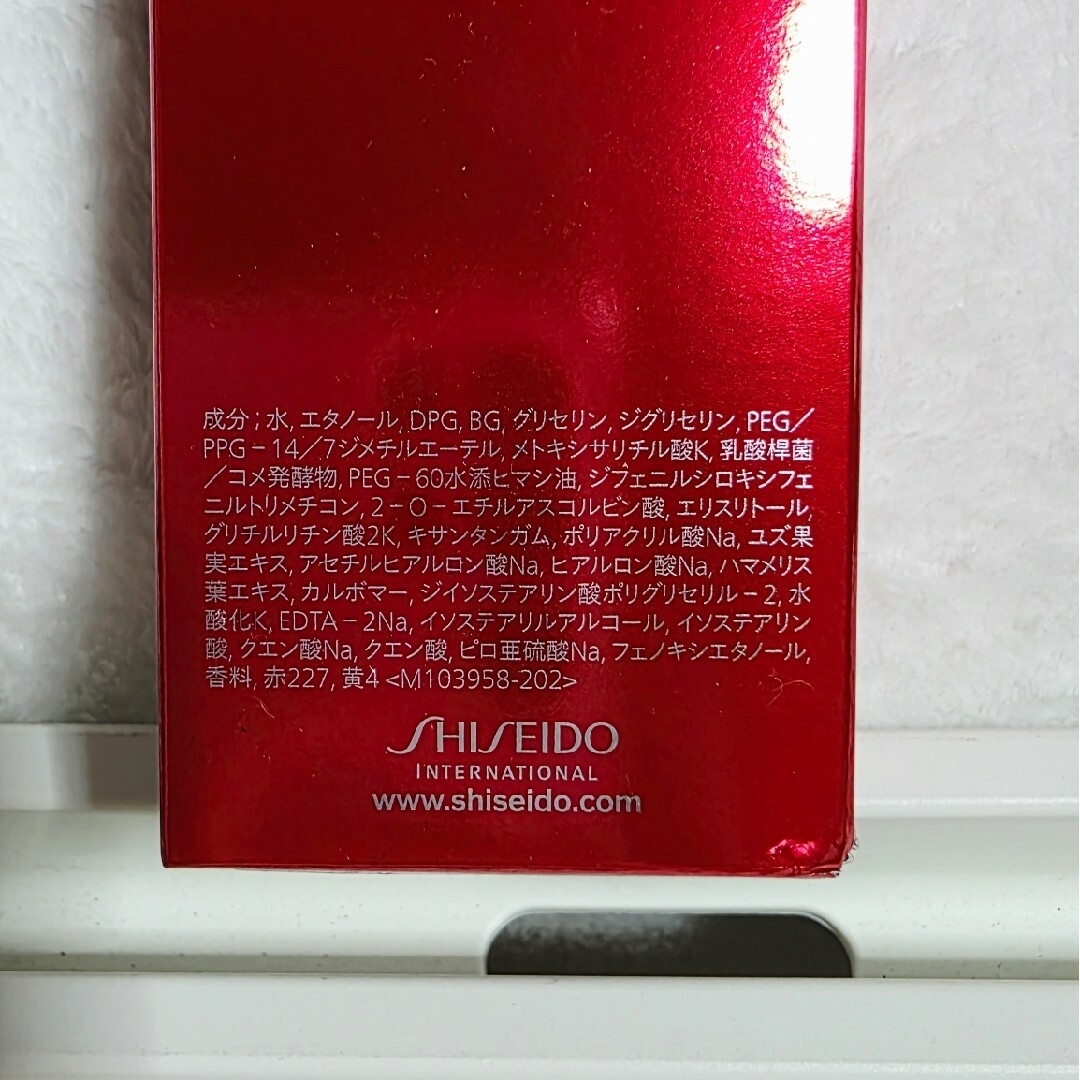 成分；水, エタノール, DPG, BG, グリセリン, ジグリセリン, PEG／
PPG－14／7ジメチルエーテル, メトキシサリチル酸K, 乳酸桿菌
／コメ発酵物, PEG－60水添ヒマシ油, ジフェニルシロキシフェ
ニルトリメチコン, 2－O－エチルアスコルビン酸, エリスリトール,
グリチルリチン酸2K, キサンタンガム, ポリアクリル酸Na, ユズ果
実エキス, アセチルヒアルロン酸Na, ヒアルロン酸Na, ハマメリス
葉エキス, カルボマー, ジイソステアリン酸ポリグリセリル－2, 水
酸化K, EDTA－2Na, イソステアリルアルコール, イソステアリン
酸, クエン酸Na, クエン酸, ピロ亜硫酸Na, フェノキシエタノール,
香料, 赤227, 黄4 <M103958-202>
SHISEIDO
INTERNATIONAL
www.shiseido.com